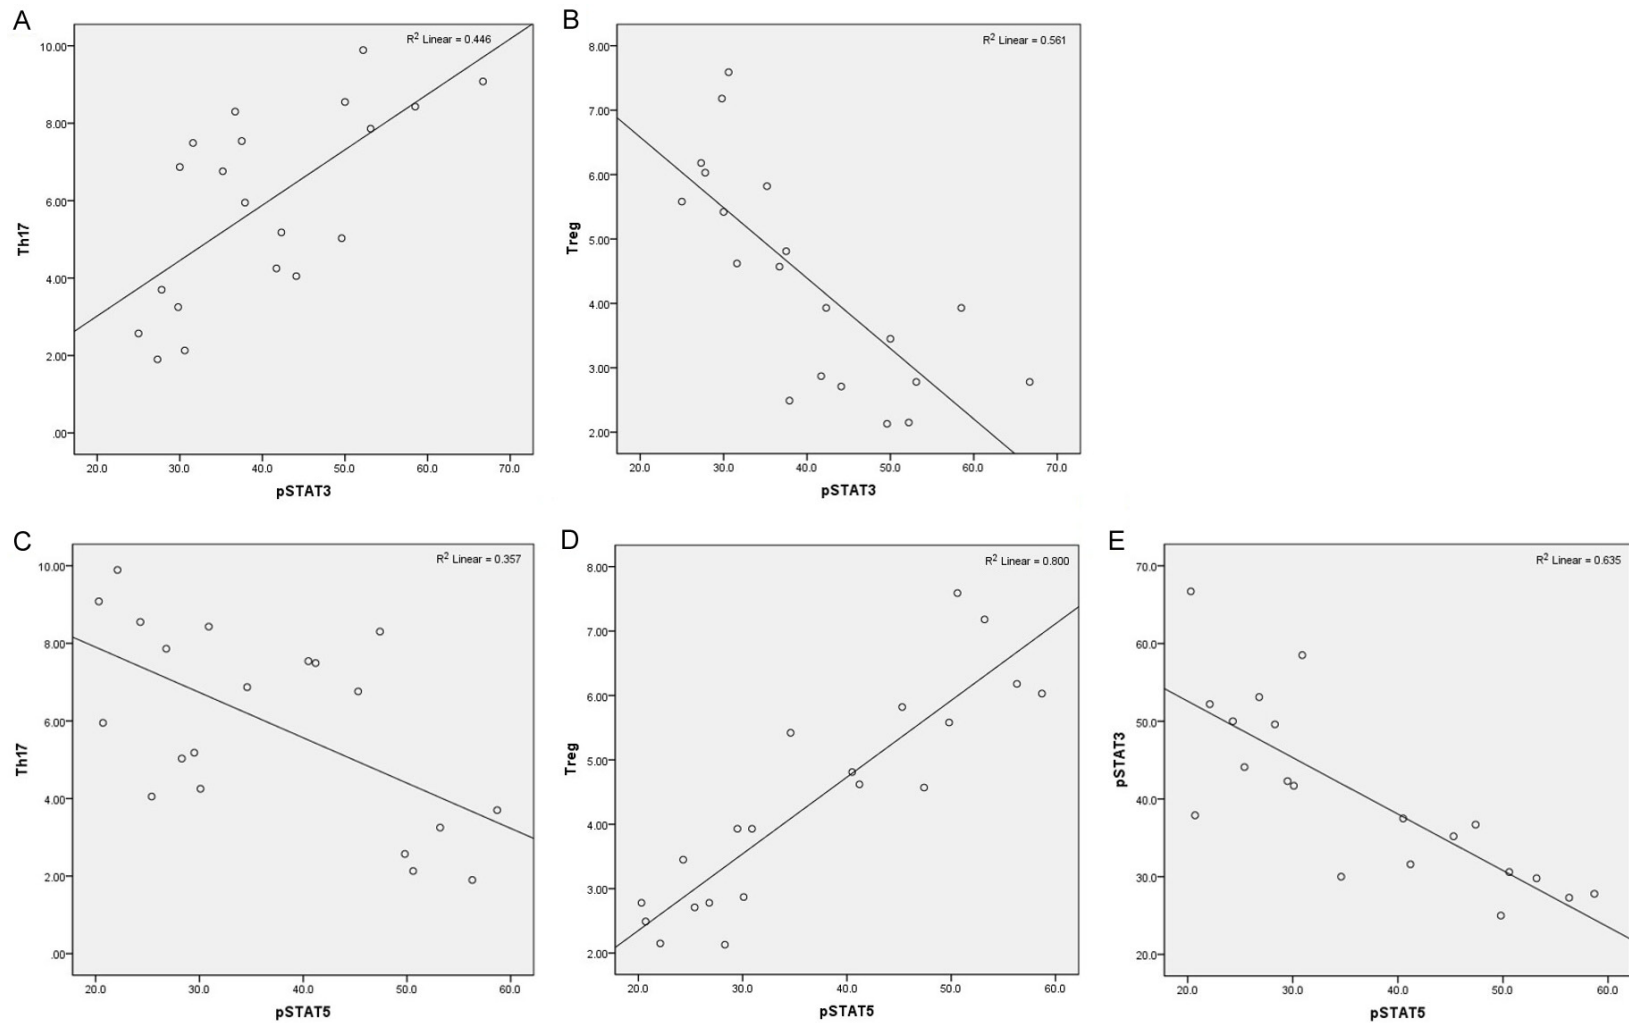 A
R² Linear = 0.446
10.00
8.00
6.00
4.00
2.00
.00
Th17
20.0 30.0 40.0 50.0 60.0 70.0
pSTAT3
B
R² Linear = 0.561
8.00
7.00
6.00
5.00
4.00
3.00
2.00
Treg
20.0 30.0 40.0 50.0 60.0 70.0
pSTAT3
C
R² Linear = 0.357
10.00
8.00
6.00
4.00
2.00
.00
Th17
20.0 30.0 40.0 50.0 60.0
pSTAT5
D
R² Linear = 0.800
8.00
7.00
6.00
5.00
4.00
3.00
2.00
Treg
20.0 30.0 40.0 50.0 60.0
pSTAT5
E
R² Linear = 0.635
70.0
60.0
50.0
40.0
30.0
20.0
pSTAT3
20.0 30.0 40.0 50.0 60.0
pSTAT5